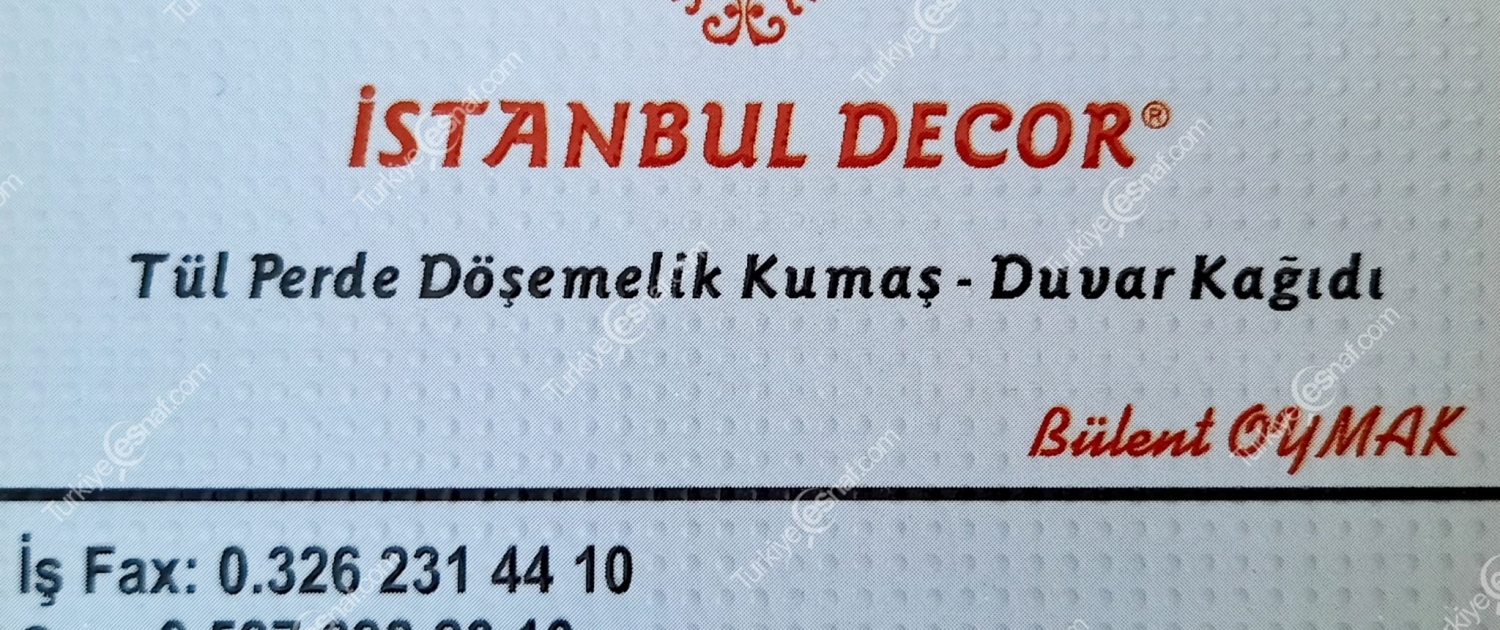 İSTANBUL DECOR®
Tül Perde Döşemelik Kumaş - Duvar Kağıdı
Bülent OYMAK
İş Fax: 0.326 231 44 10